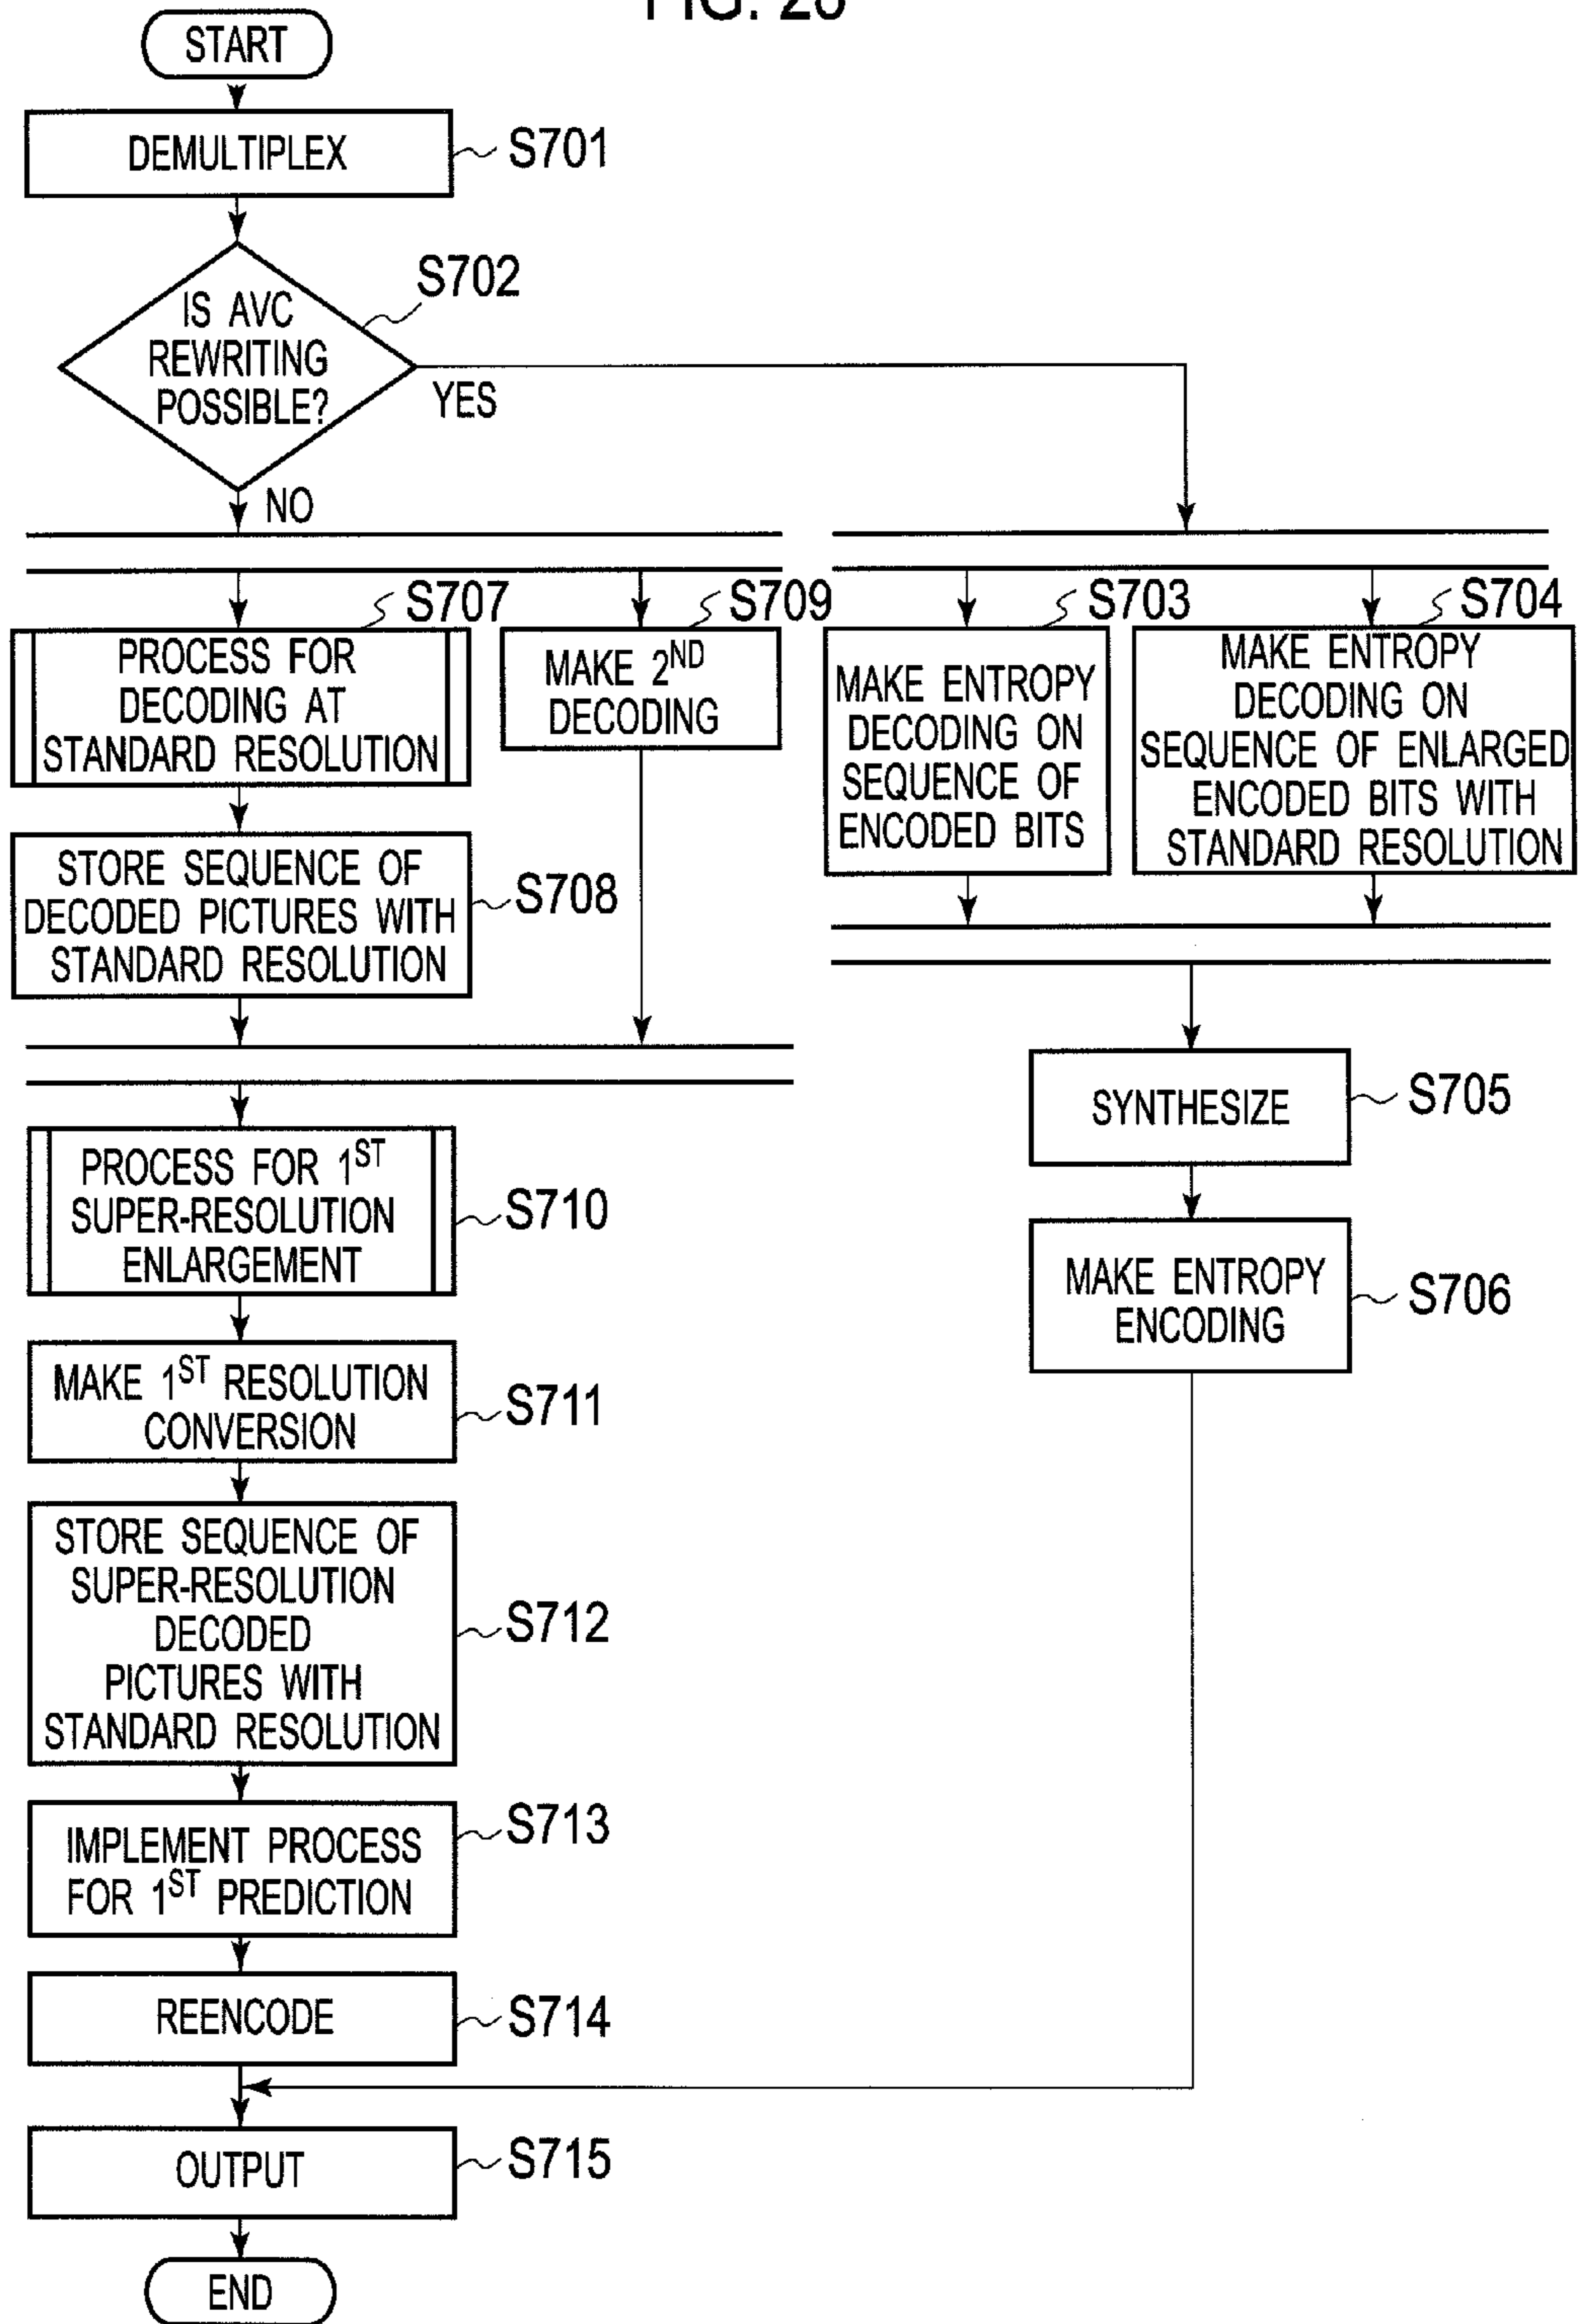 FIG.
START
DEMULTIPLEX
S701
IS AVC
REWRITING
POSSIBLE?
S702
YES
NO
S707
PROCESS FOR
DECODING AT
STANDARD RESOLUTION
S709
MAKE 2ND
DECODING
S703
MAKE ENTROPY
DECODING ON
SEQUENCE OF
ENCODED BITS
S704
MAKE ENTROPY
DECODING ON
SEQUENCE OF ENLARGED
ENCODED BITS WITH
STANDARD RESOLUTION
STORE SEQUENCE OF
DECODED PICTURES WITH
STANDARD RESOLUTION
S708
SYNTHESIZE
S705
PROCESS FOR 1ST
SUPER-RESOLUTION
ENLARGEMENT
S710
MAKE ENTROPY
ENCODING
S706
MAKE 1ST RESOLUTION
CONVERSION
S711
STORE SEQUENCE OF
SUPER-RESOLUTION
DECODED
PICTURES WITH
STANDARD RESOLUTION
S712
IMPLEMENT PROCESS
FOR 1ST PREDICTION
S713
REENCODE
S714
OUTPUT
S715
END